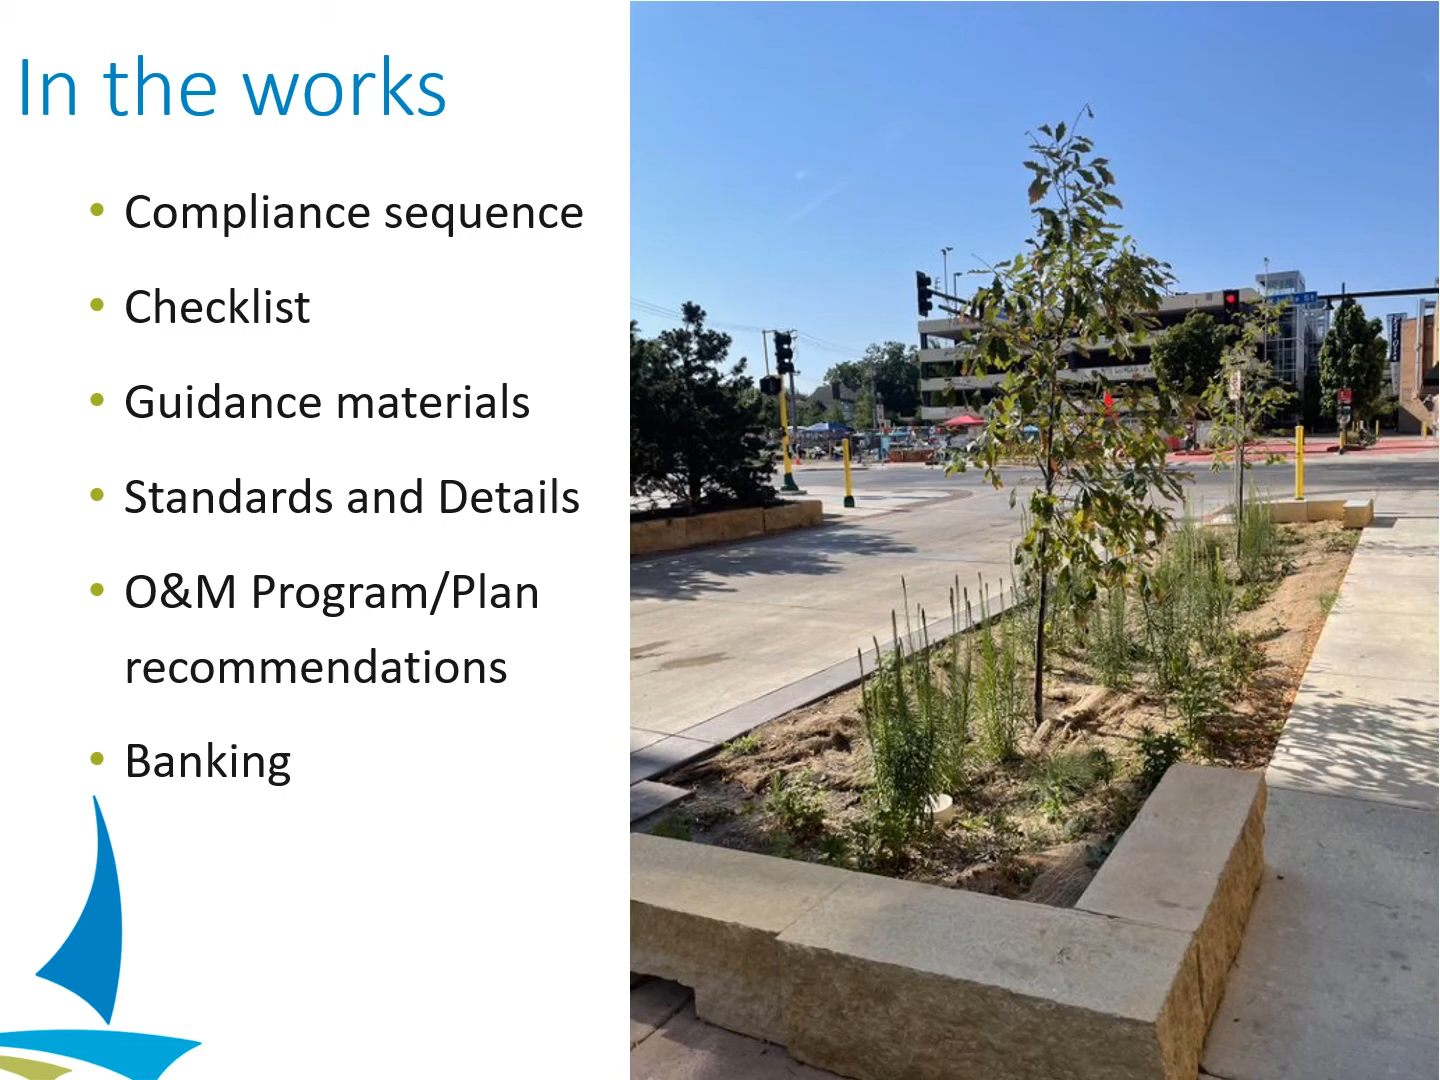 In the works
• Compliance sequence
• Checklist
• Guidance materials
• Standards and Details
• O&M Program/Plan
recommendations
• Banking